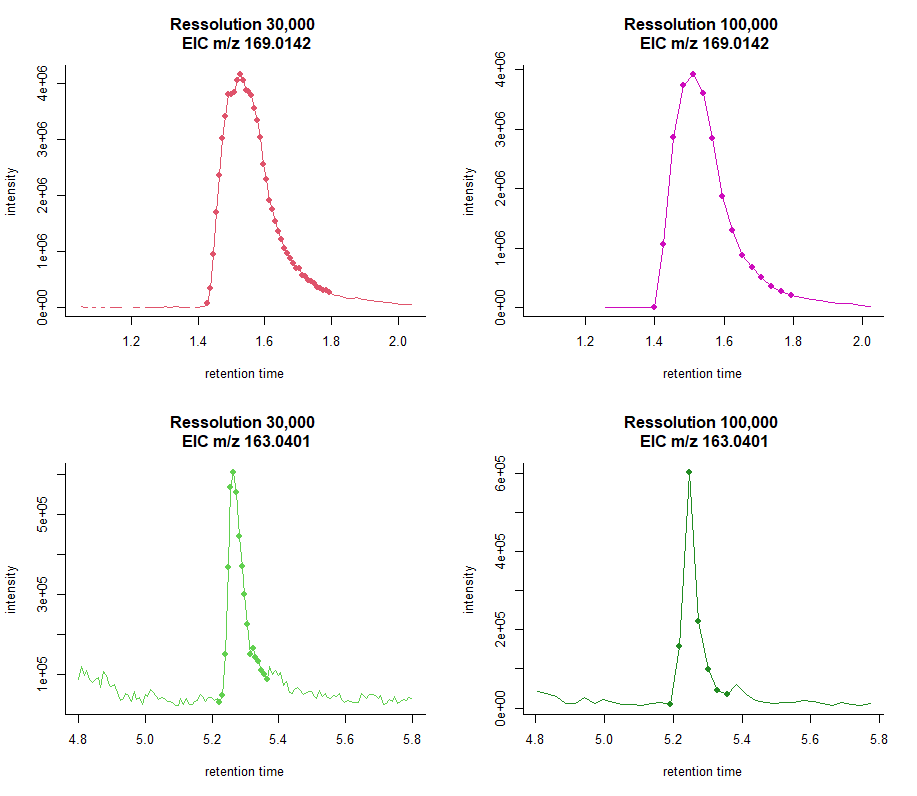 Ressolution 30,000
EIC m/z 169.0142
intensity
0e+00 1e+06 2e+06 3e+06 4e+06
1.2 1.4 1.6 1.8 2.0
retention time
Ressolution 100,000
EIC m/z 169.0142
intensity
0e+00 1e+06 2e+06 3e+06 4e+06
1.2 1.4 1.6 1.8 2.0
retention time
Ressolution 30,000
EIC m/z 163.0401
intensity
1e+05 3e+05 5e+05
4.8 5.0 5.2 5.4 5.6 5.8
retention time
Ressolution 100,000
EIC m/z 163.0401
intensity
0e+00 2e+05 4e+05 6e+05
4.8 5.0 5.2 5.4 5.6 5.8
retention time